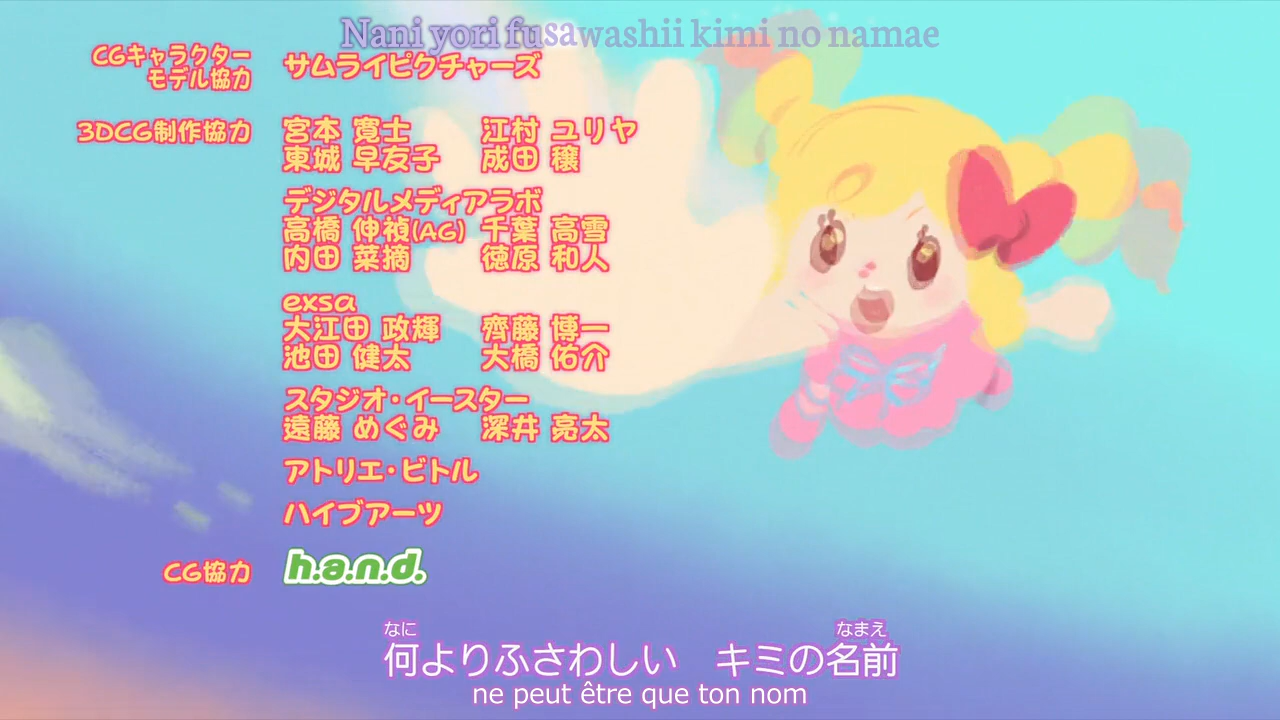 Nani yori fusawashii kimi no namae
CGキャラクター
モデル協力
サムライピクチャーズ
3DCG制作協力
宮本 寛士 江村 ユリヤ
東城 早友子 成田 穣
デジタルメディアラボ
高橋 伸禎(AG) 千葉 高雪
内田 菜摘 徳原 和人
exsa
大江田 政輝 齊藤 博一
池田 健太 大橋 佑介
スタジオ・イースター
遠藤 めぐみ 深井 亮太
アトリエ・ビトル
ハイブアーツ
CG協力
h.a.n.d.
なに なまえ
何よりふさわしい キミの名前
ne peut être que ton nom